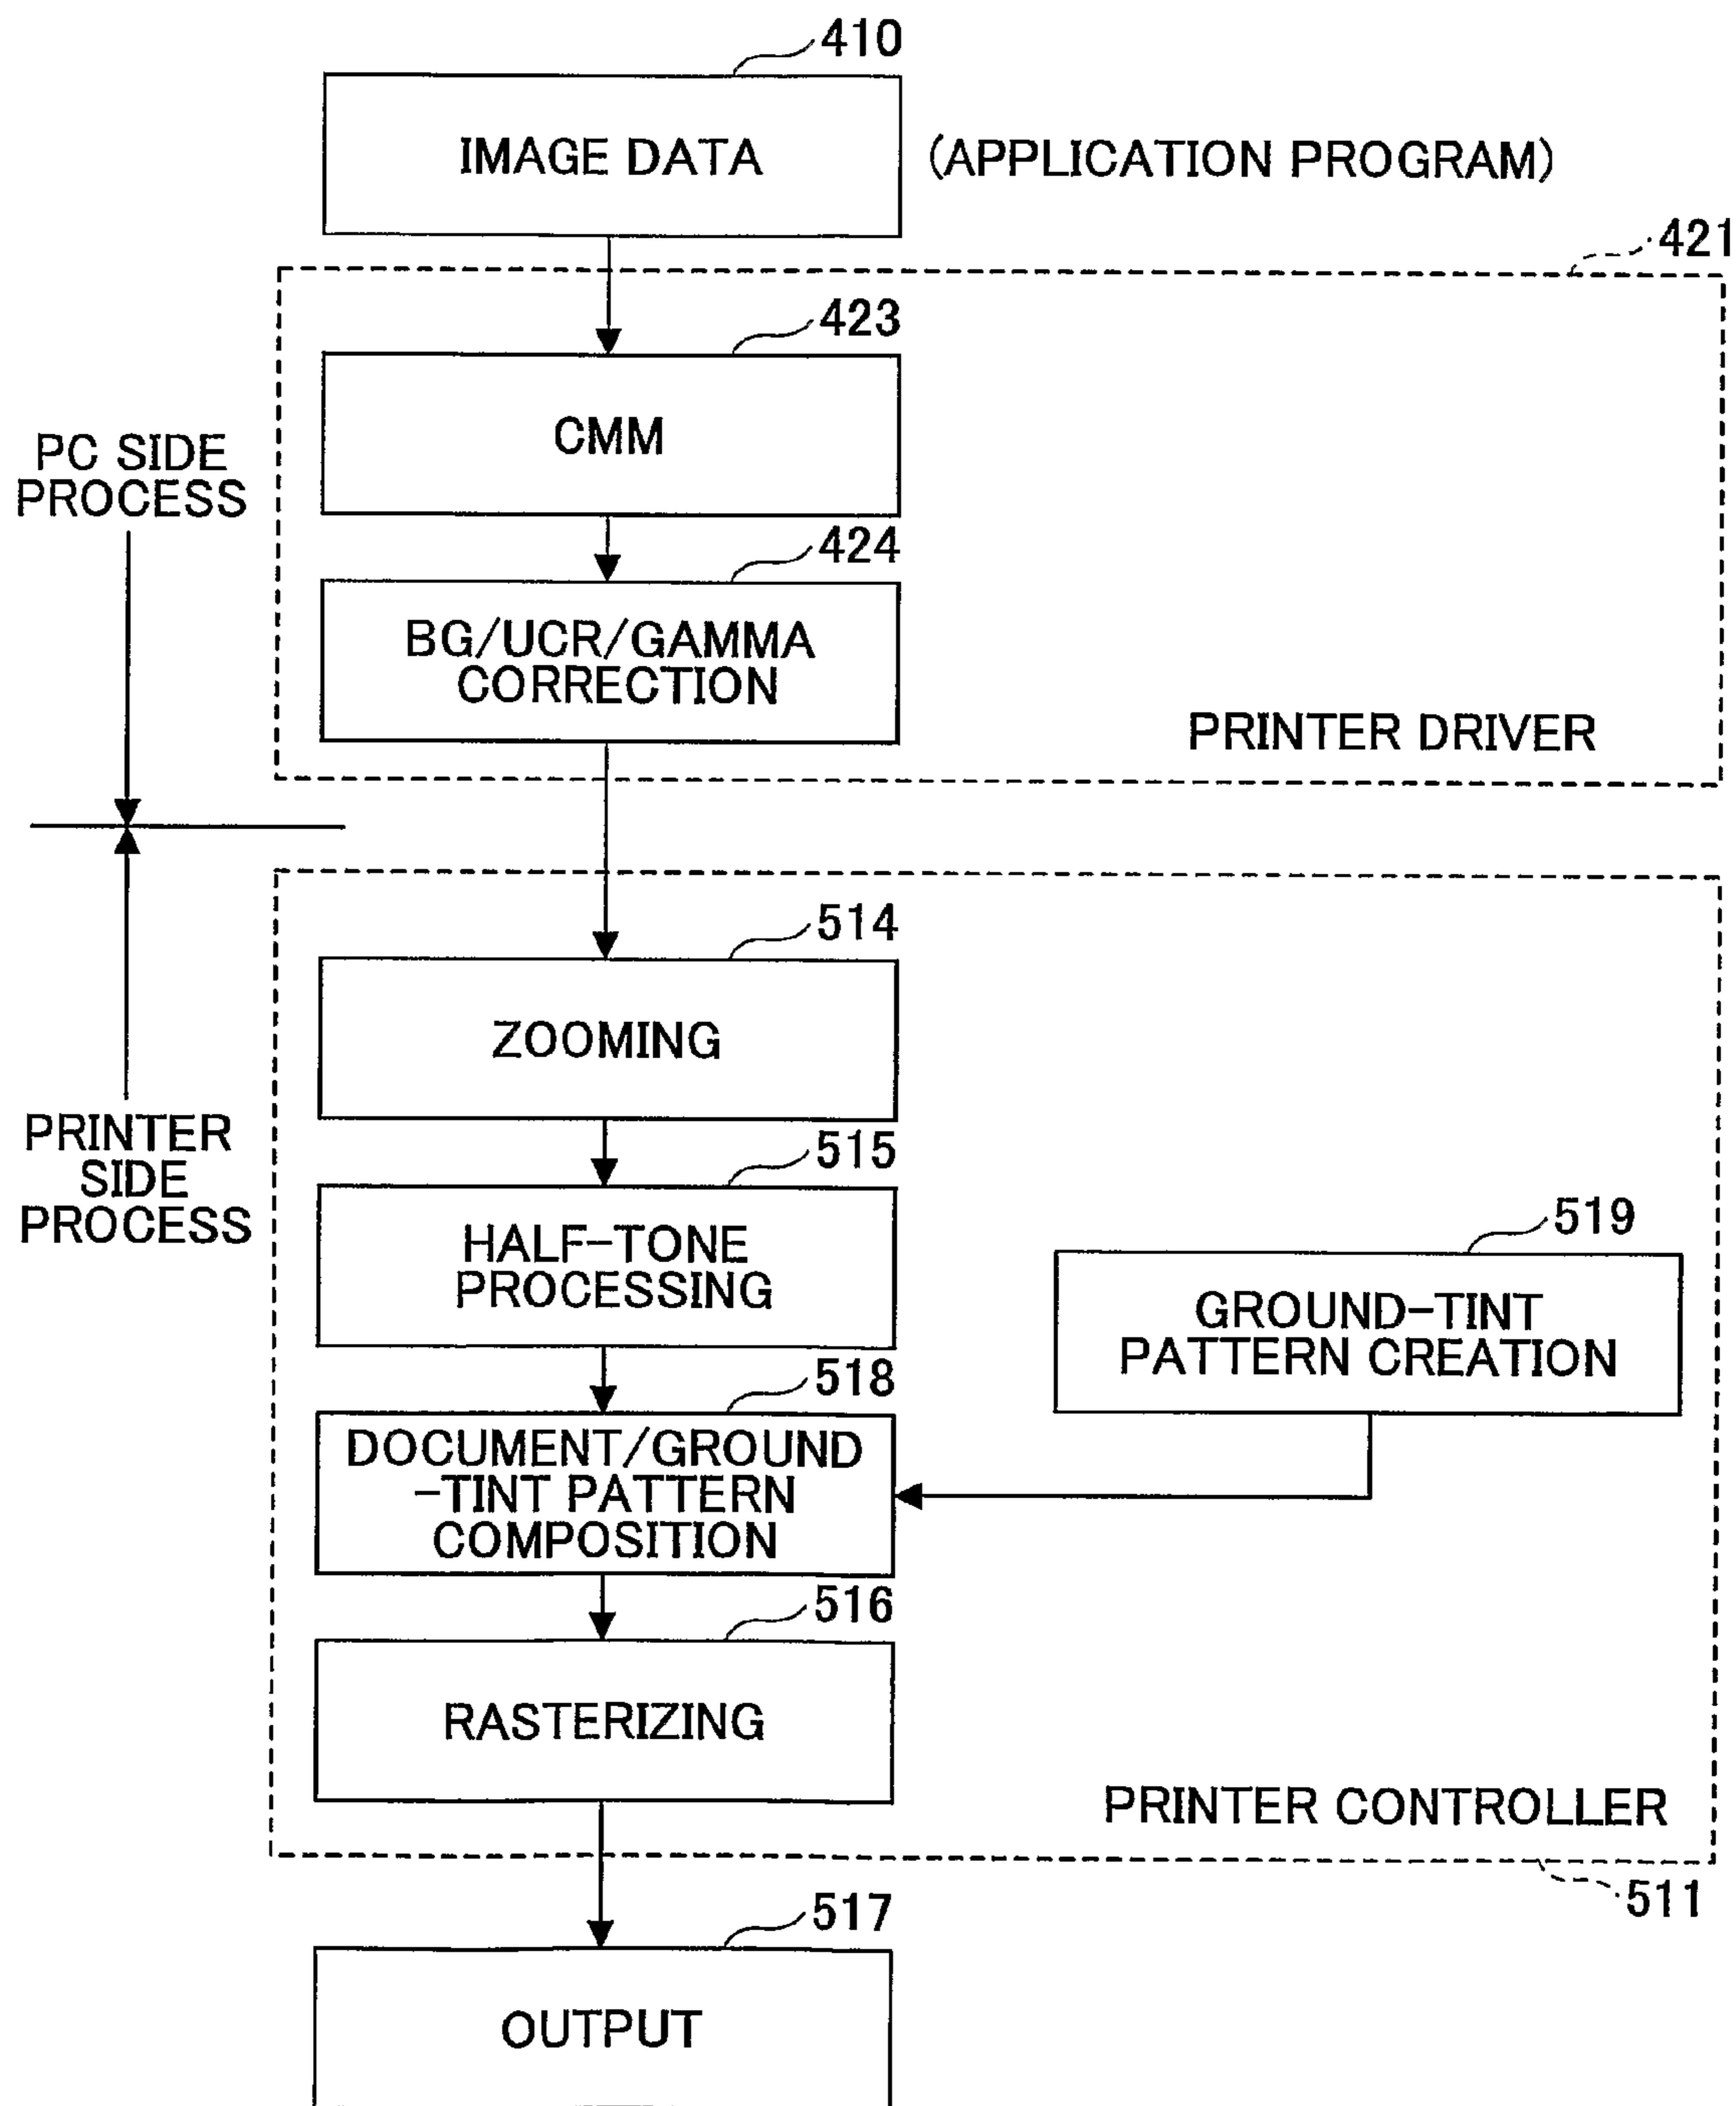 410
IMAGE DATA
(APPLICATION PROGRAM)
421
423
CMM
PC SIDE
PROCESS
424
BG/UCR/GAMMA
CORRECTION
PRINTER DRIVER
514
ZOOMING
PRINTER
SIDE
PROCESS
515
HALF-TONE
PROCESSING
519
GROUND-TINT
PATTERN CREATION
518
DOCUMENT/GROUND
-TINT PATTERN
COMPOSITION
516
RASTERIZING
PRINTER CONTROLLER
511
517
OUTPUT